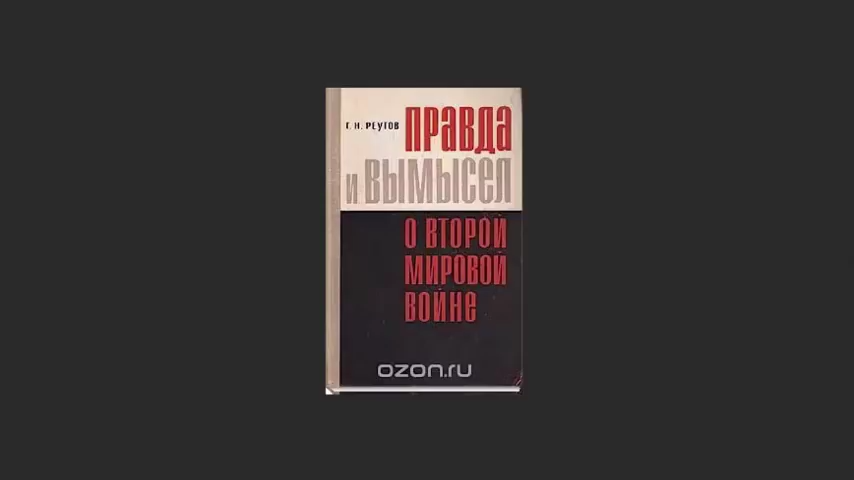 Г. Н. РЕУТОВ ПРАВДА
И ВЫМЫСЕЛ
О ВТОРОЙ
МИРОВОЙ
ВОЙНЕ
OZON.ru